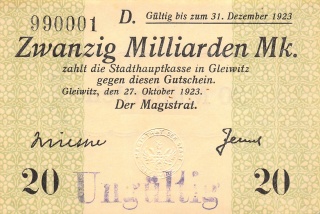 990001 D. Gültig bis zum 31. Dezember 1923
Zwanzig Milliarden Mk.
zahlt die Stadthauptkasse in Gleiwitz
gegen diesen Gutschein.
Gleiwitz, den 27. Oktober 1923.
Der Magistrat.
20 Ungültig 20